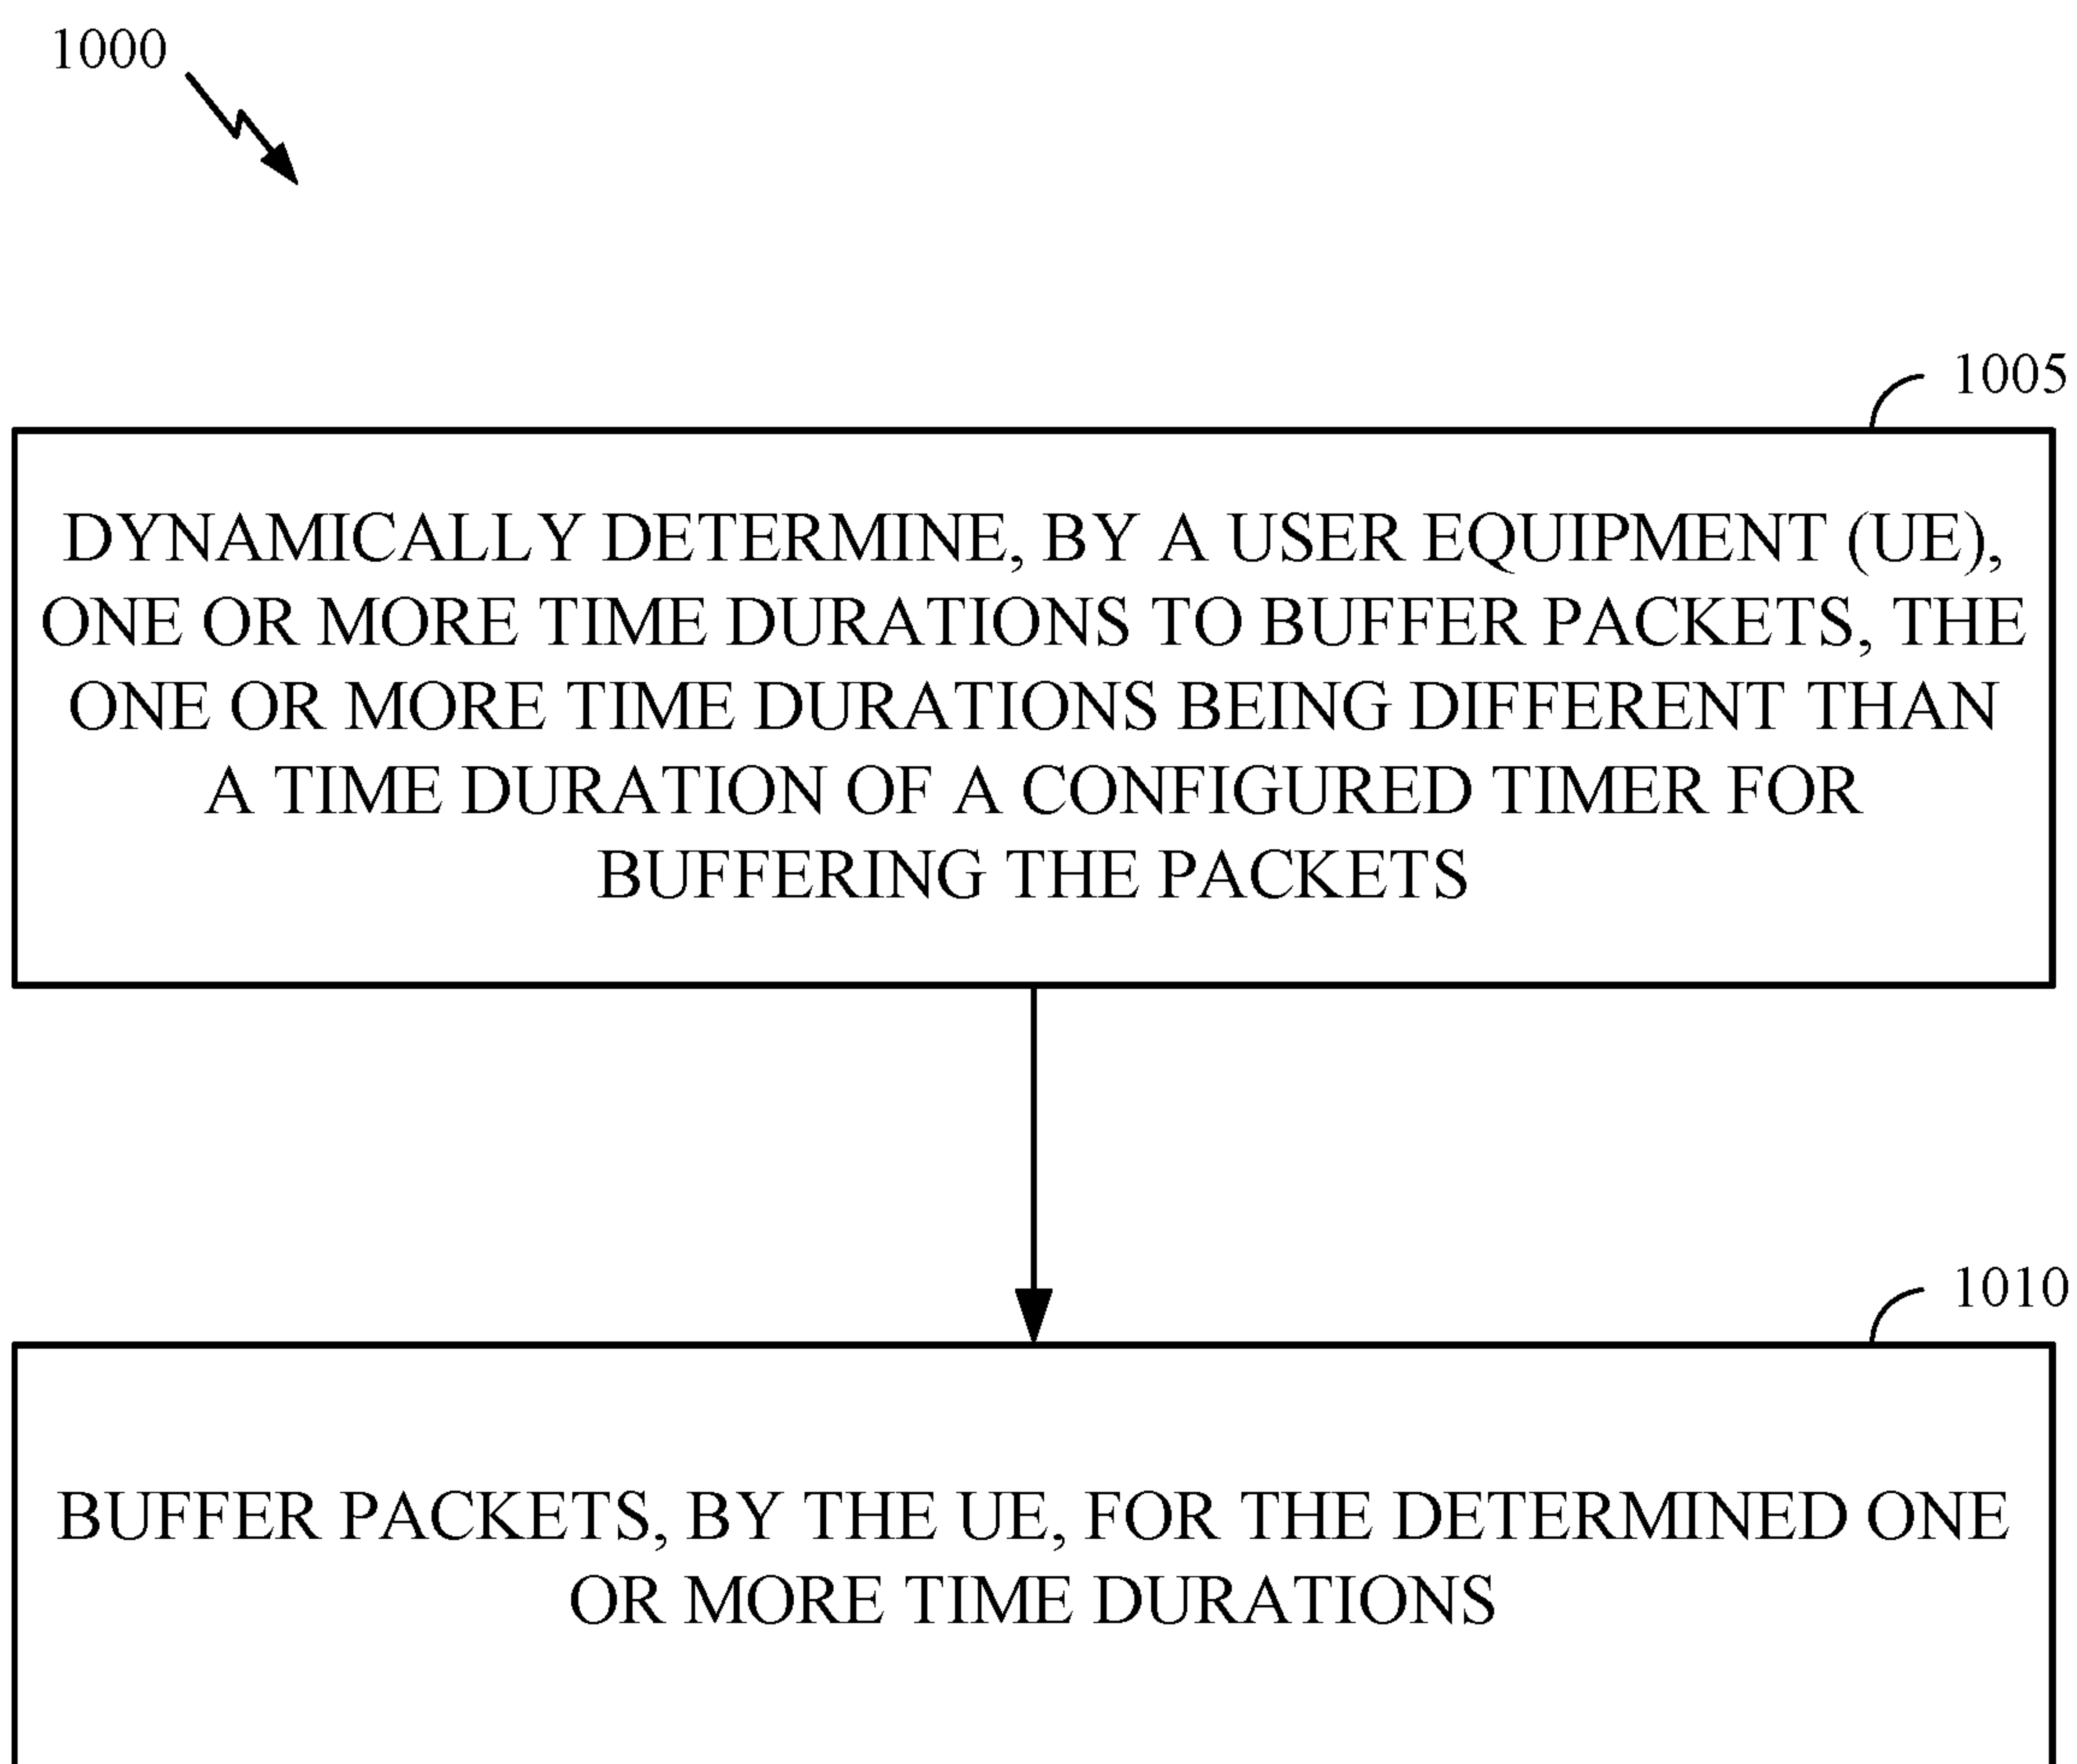 1000
1005
DYNAMICALLY DETERMINE, BY A USER EQUIPMENT (UE),
ONE OR MORE TIME DURATIONS TO BUFFER PACKETS, THE
ONE OR MORE TIME DURATIONS BEING DIFFERENT THAN
A TIME DURATION OF A CONFIGURED TIMER FOR
BUFFERING THE PACKETS
1010
BUFFER PACKETS, BY THE UE, FOR THE DETERMINED ONE
OR MORE TIME DURATIONS